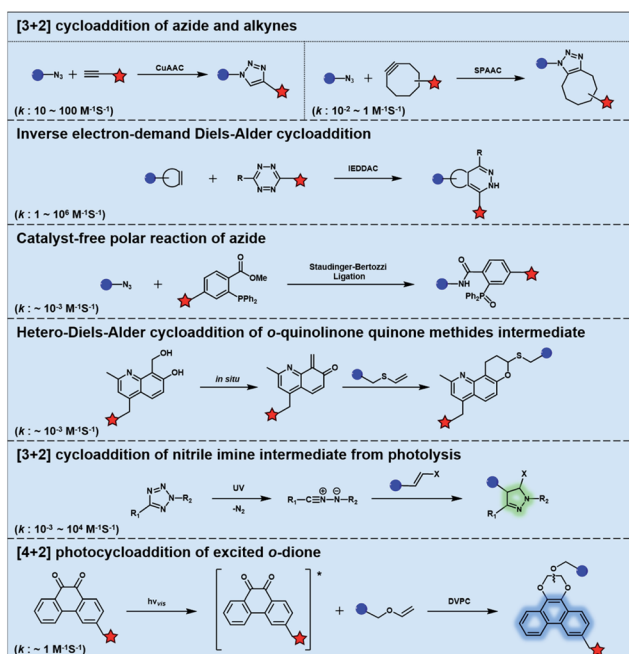 [3+2] cycloaddition of azide and alkynes
N₃ + CuAAC N N N
(k : 10 ~ 100 M⁻¹S⁻¹)
N₃ + SPAAC N N N
(k : 10⁻² ~ 1 M⁻¹S⁻¹)
Inverse electron-demand Diels-Alder cycloaddition
+ R N N N N IEDDAC R N NH
(k : 1 ~ 10⁶ M⁻¹S⁻¹)
Catalyst-free polar reaction of azide
N₃ + O OMe PPh₂ Staudinger-Bertozzi Ligation O NH Ph₂P O
(k : ~ 10⁻³ M⁻¹S⁻¹)
Hetero-Diels-Alder cycloaddition of o-quinolinone quinone methides intermediate
OH N OH in situ N O S S N O
(k : ~ 10⁻³ M⁻¹S⁻¹)
[3+2] cycloaddition of nitrile imine intermediate from photolysis
N N N N R₁ R₂ UV -N₂ R₁ C N N R₂ ⊕ ⊖ X X R₁ N N R₂
(k : 10⁻³ ~ 10⁴ M⁻¹S⁻¹)
[4+2] photocycloaddition of excited o-dione
O O hνvis O O * + O DVPC O O O
(k : ~ 1 M⁻¹S⁻¹)